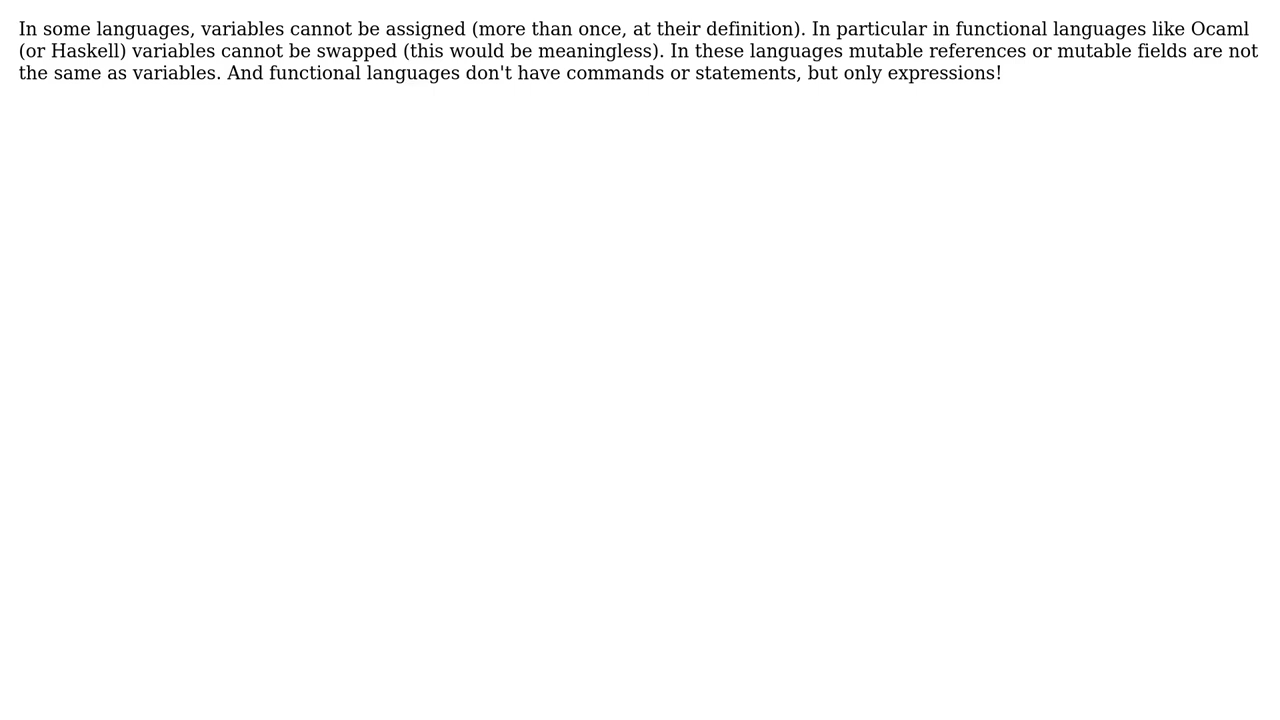 In some languages, variables cannot be assigned (more than once, at their definition). In particular in functional languages like Ocaml
(or Haskell) variables cannot be swapped (this would be meaningless). In these languages mutable references or mutable fields are not
the same as variables. And functional languages don't have commands or statements, but only expressions!